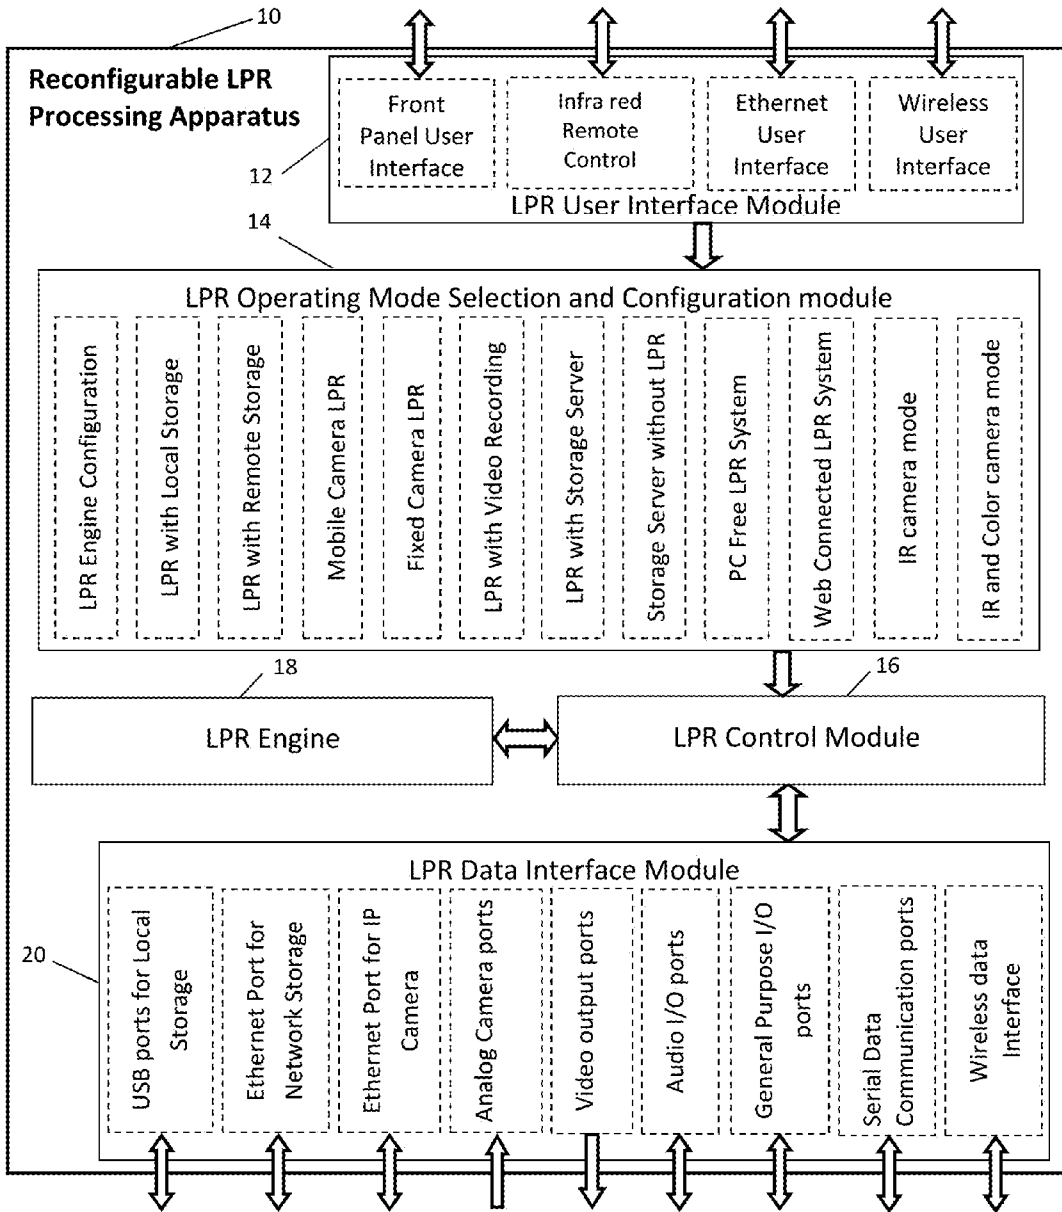 10
Reconfigurable LPR
Processing Apparatus
Front
Panel User
Interface
Infra red
Remote
Control
Ethernet
User
Interface
Wireless
User
Interface
12
LPR User Interface Module
14
LPR Operating Mode Selection and Configuration module
LPR Engine Configuration
LPR with Local Storage
LPR with Remote Storage
Mobile Camera LPR
Fixed Camera LPR
LPR with Video Recording
LPR with Storage Server
Storage Server without LPR
PC Free LPR System
Web Connected LPR System
IR camera mode
IR and Color camera mode
18
16
LPR Engine
LPR Control Module
LPR Data Interface Module
20
USB ports for Local
Storage
Ethernet Port for
Network Storage
Ethernet Port for IP
Camera
Analog Camera ports
Video output ports
Audio I/O ports
General Purpose I/O
ports
Serial Data
Communication ports
Wireless data
Interface